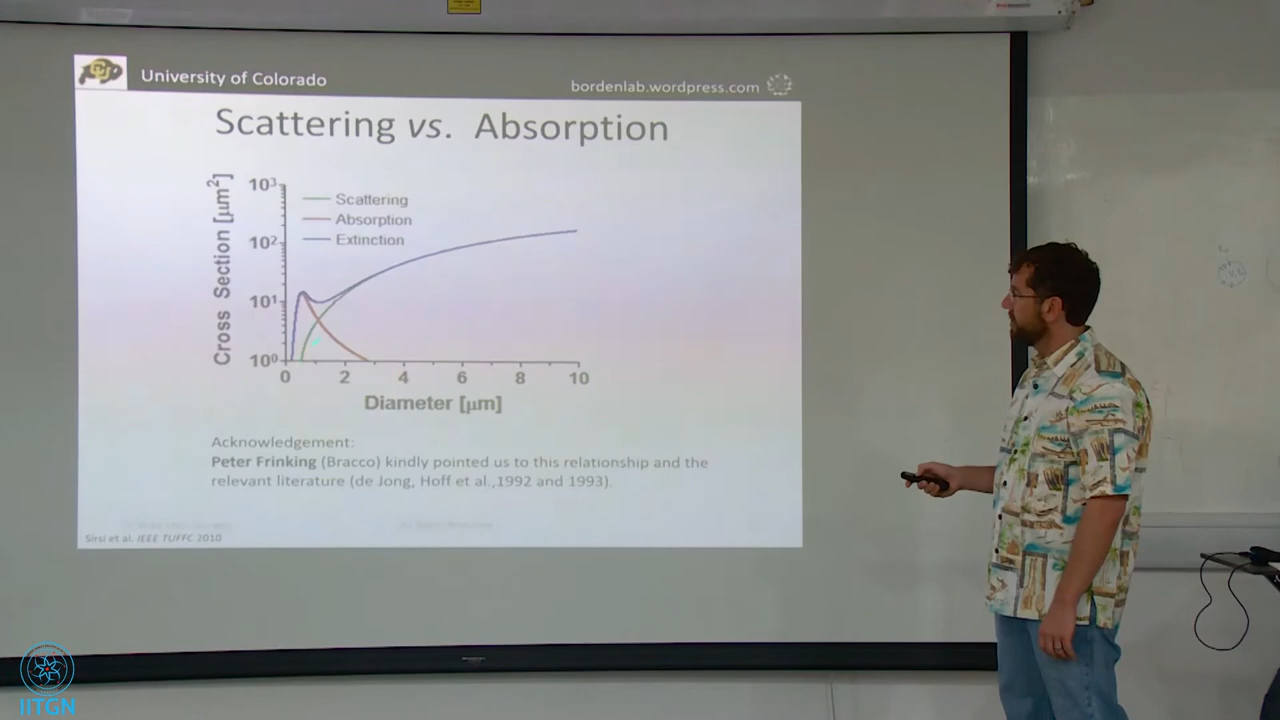 University of Colorado
bordenlab.wordpress.com
Scattering vs. Absorption
Cross Section [μm²]
10³
10²
10¹
10⁰
Scattering
Absorption
Extinction
0 2 4 6 8 10
Diameter [μm]
Acknowledgement:
Peter Frinking (Bracco) kindly pointed us to this relationship and the
relevant literature (de Jong, Hoff et al.,1992 and 1993).
Sirsi et al. IEEE TUFFC 2010
IITGN